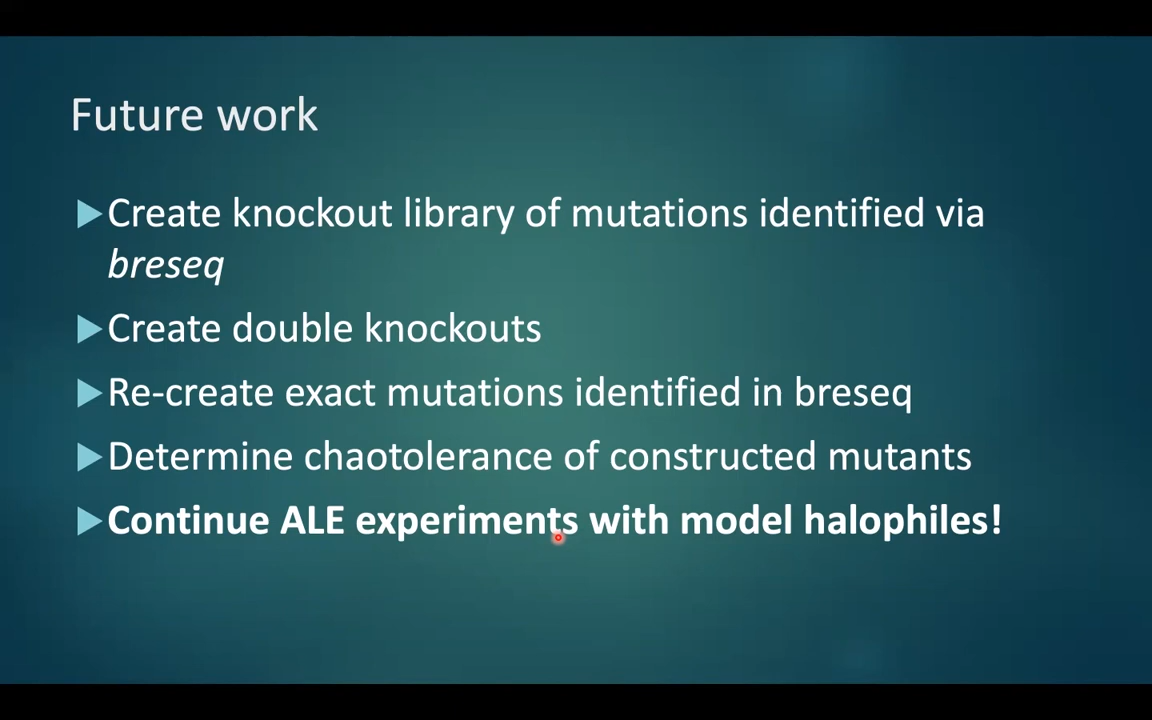 Future work
Create knockout library of mutations identified via
breseq
Create double knockouts
Re-create exact mutations identified in breseq
Determine chaotolerance of constructed mutants
Continue ALE experiments with model halophiles!